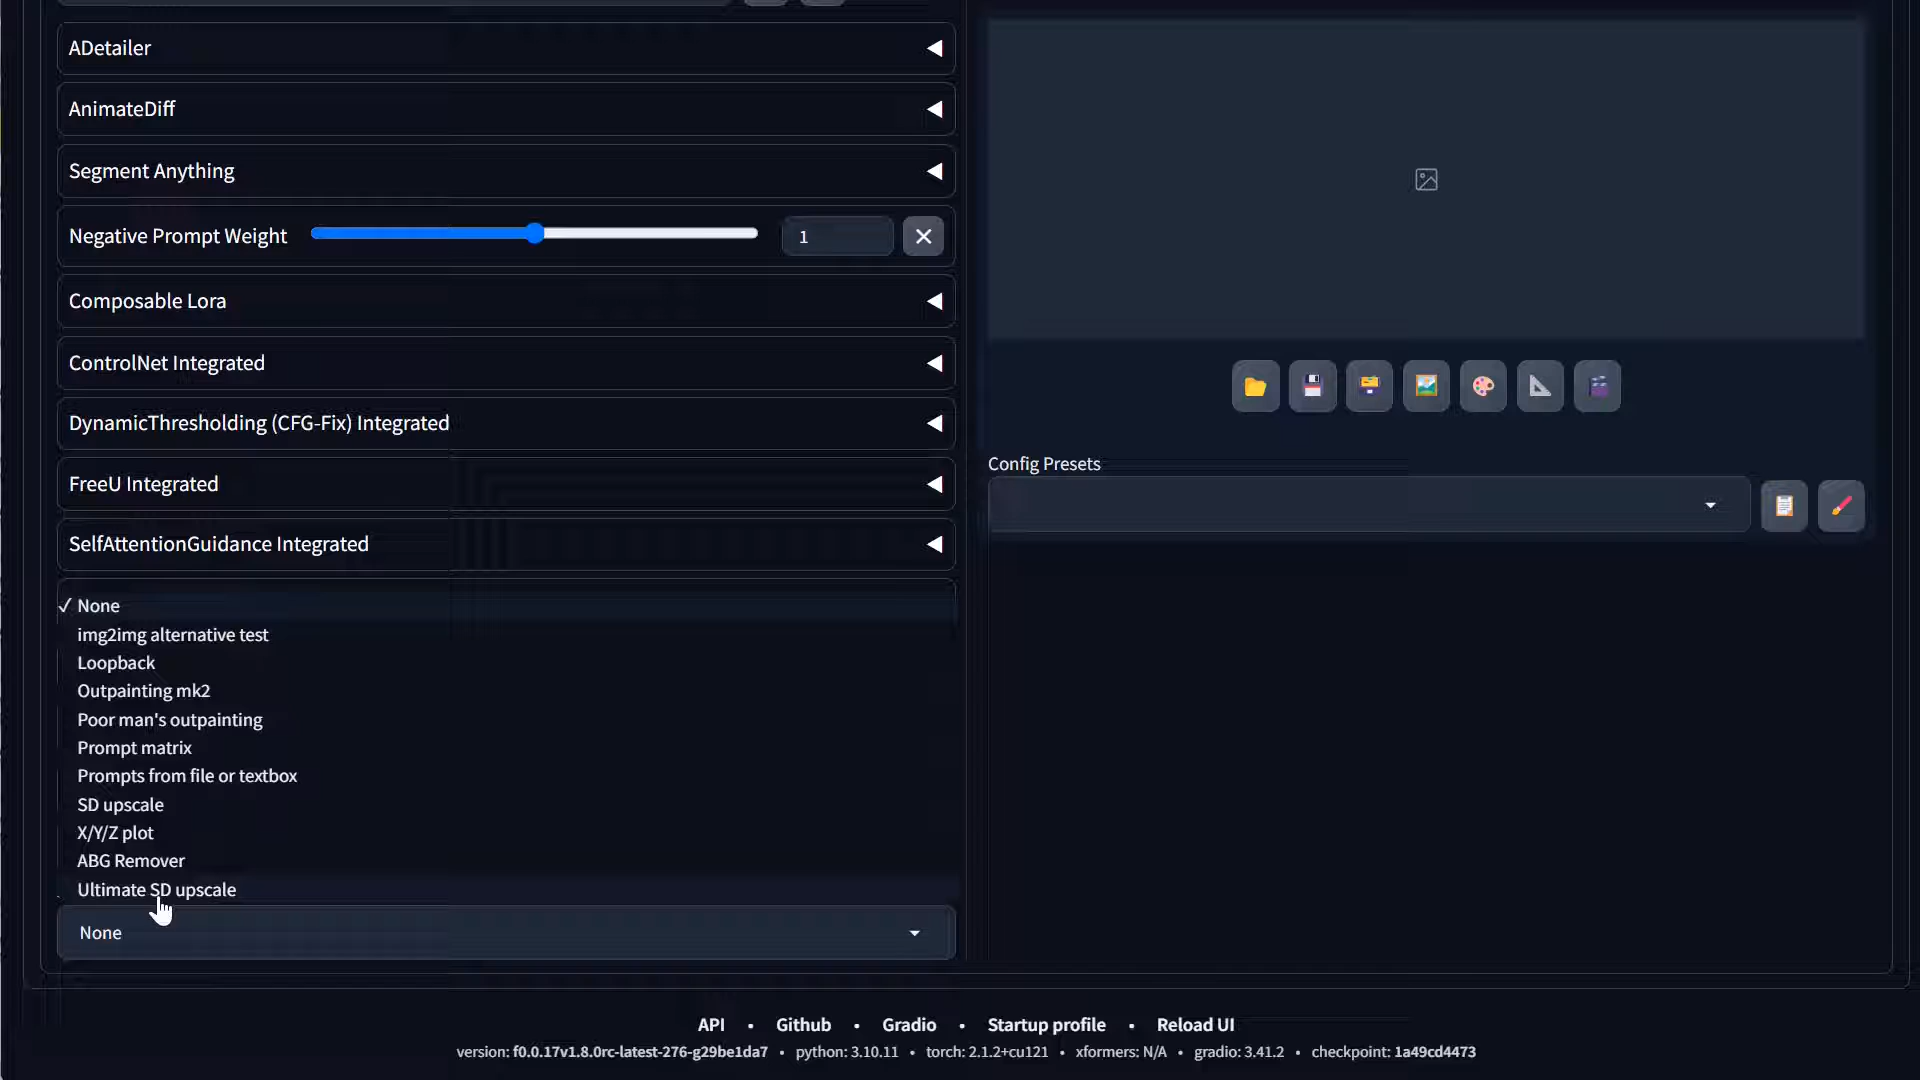 ADetailer
AnimateDiff
Segment Anything
Negative Prompt Weight
1
Composable Lora
ControlNet Integrated
DynamicThresholding (CFG-Fix) Integrated
FreeU Integrated
SelfAttentionGuidance Integrated
✓ None
img2img alternative test
Loopback
Outpainting mk2
Poor man's outpainting
Prompt matrix
Prompts from file or textbox
SD upscale
X/Y/Z plot
ABG Remover
Ultimate SD upscale
None
Config Presets
API • Github • Gradio • Startup profile • Reload UI
version: f0.0.17v1.8.0rc-latest-276-g29be1da7 • python: 3.10.11 • torch: 2.1.2+cu121 • xformers: N/A • gradio: 3.41.2 • checkpoint: 1a49cd4473